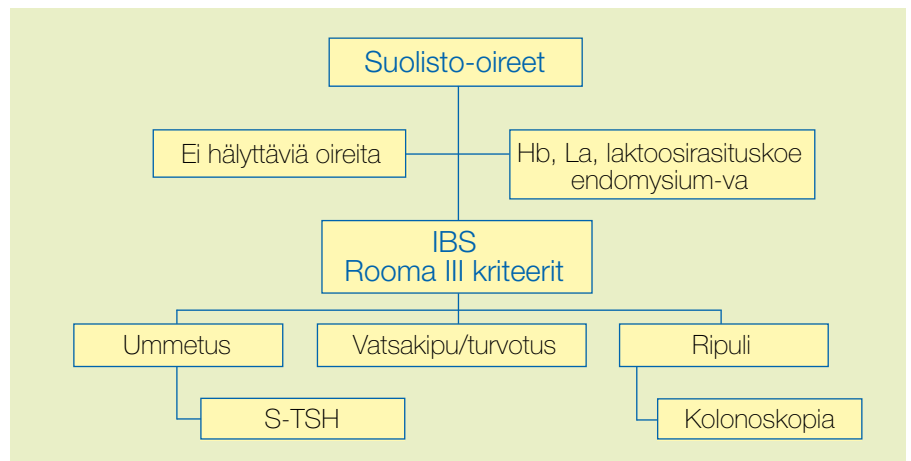 Suolisto-oireet
Ei hälyttäviä oireita
Hb, La, laktoosirasituskoe
endomysium-va
IBS
Rooma III kriteerit
Ummetus
Vatsakipu/turvotus
Ripuli
S-TSH
Kolonoskopia